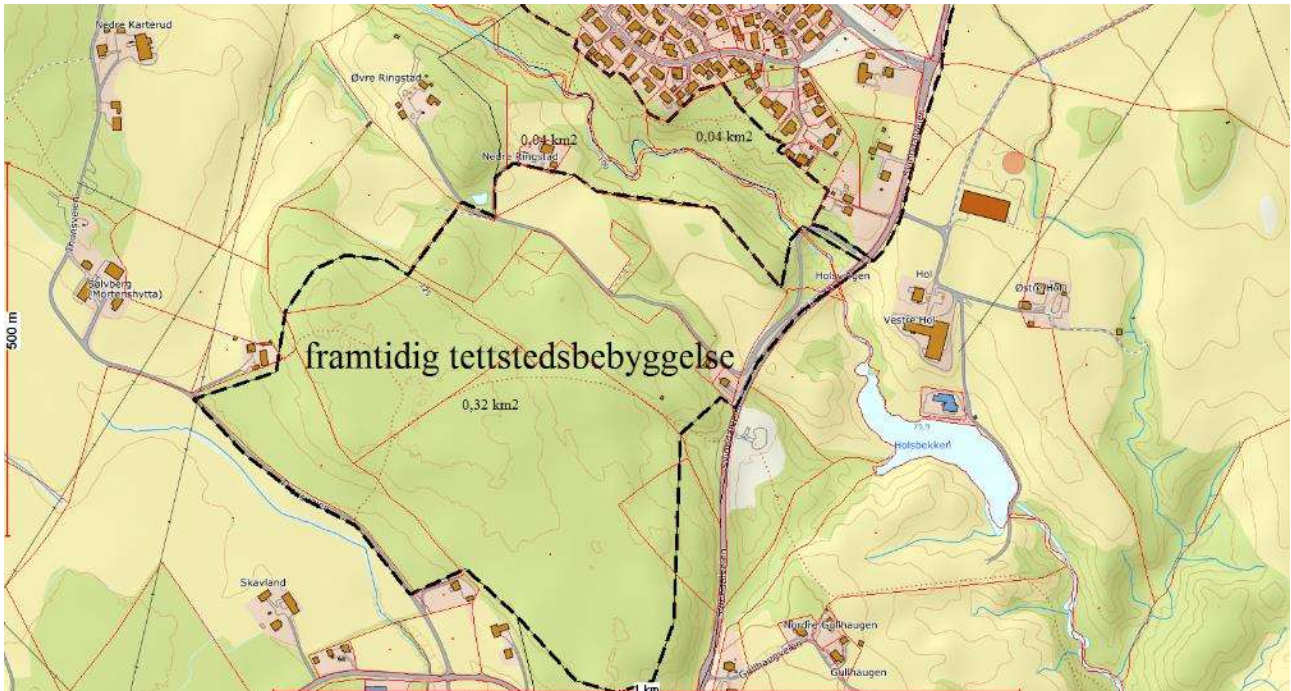 Nedre Karterud
Øvre Ringstad
0,04 km2
0,04 km2
Nedre Ringstad
Sølvberg
(Mortenshytta)
500 m
Hol
Østre Hol
Vestre Hol
framtidig tettstedsbebyggelse
0,32 km2
Holsbekken
Skavland
Nordre Gullhaugen
Gullhaugveien
Gullhaugen
1 km